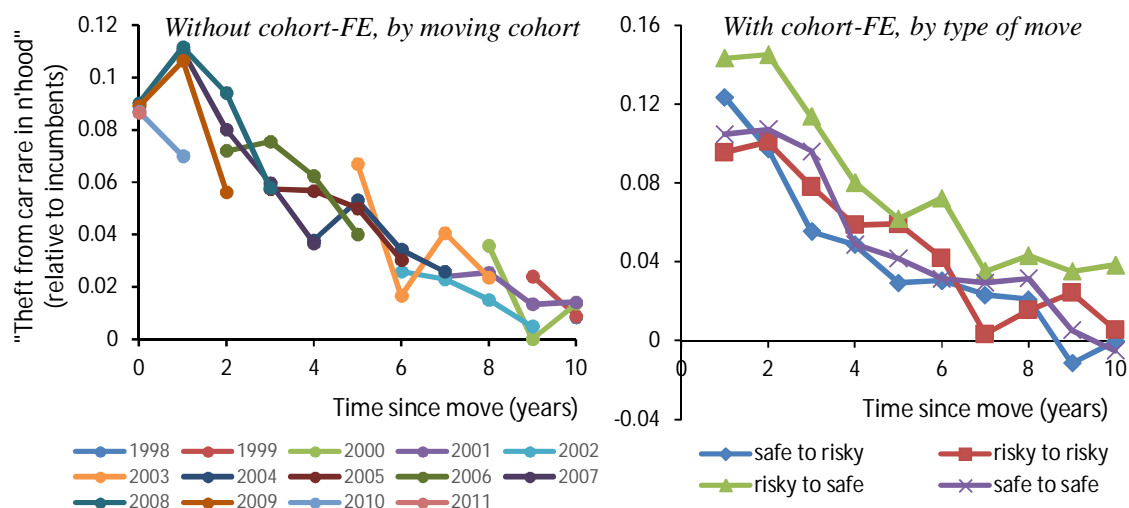 Without cohort-FE, by moving cohort
"Theft from car rare in n'hood"
(relative to incumbents)
0.12
0.1
0.08
0.06
0.04
0.02
0
0 2 4 6 8 10
Time since move (years)
1998 1999 2000 2001 2002
2003 2004 2005 2006 2007
2008 2009 2010 2011
With cohort-FE, by type of move
0.16
0.12
0.08
0.04
0
-0.04
0 2 4 6 8 10
Time since move (years)
safe to risky risky to risky
risky to safe safe to safe